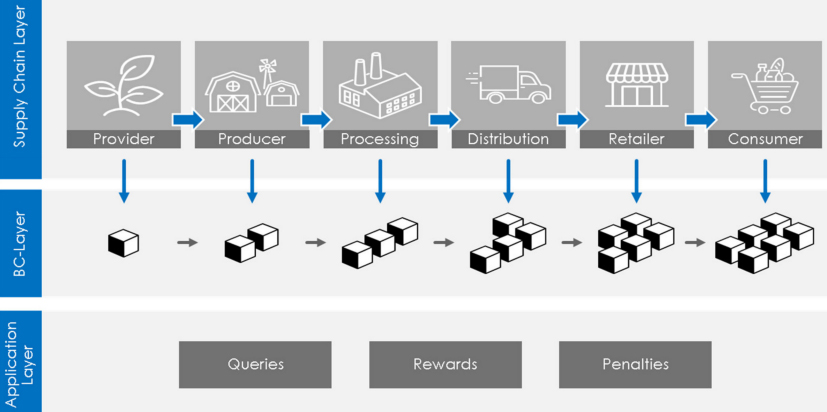 Supply Chain Layer
Provider
Producer
Processing
Distribution
Retailer
Consumer
BC-Layer
Application
Layer
Queries
Rewards
Penalties